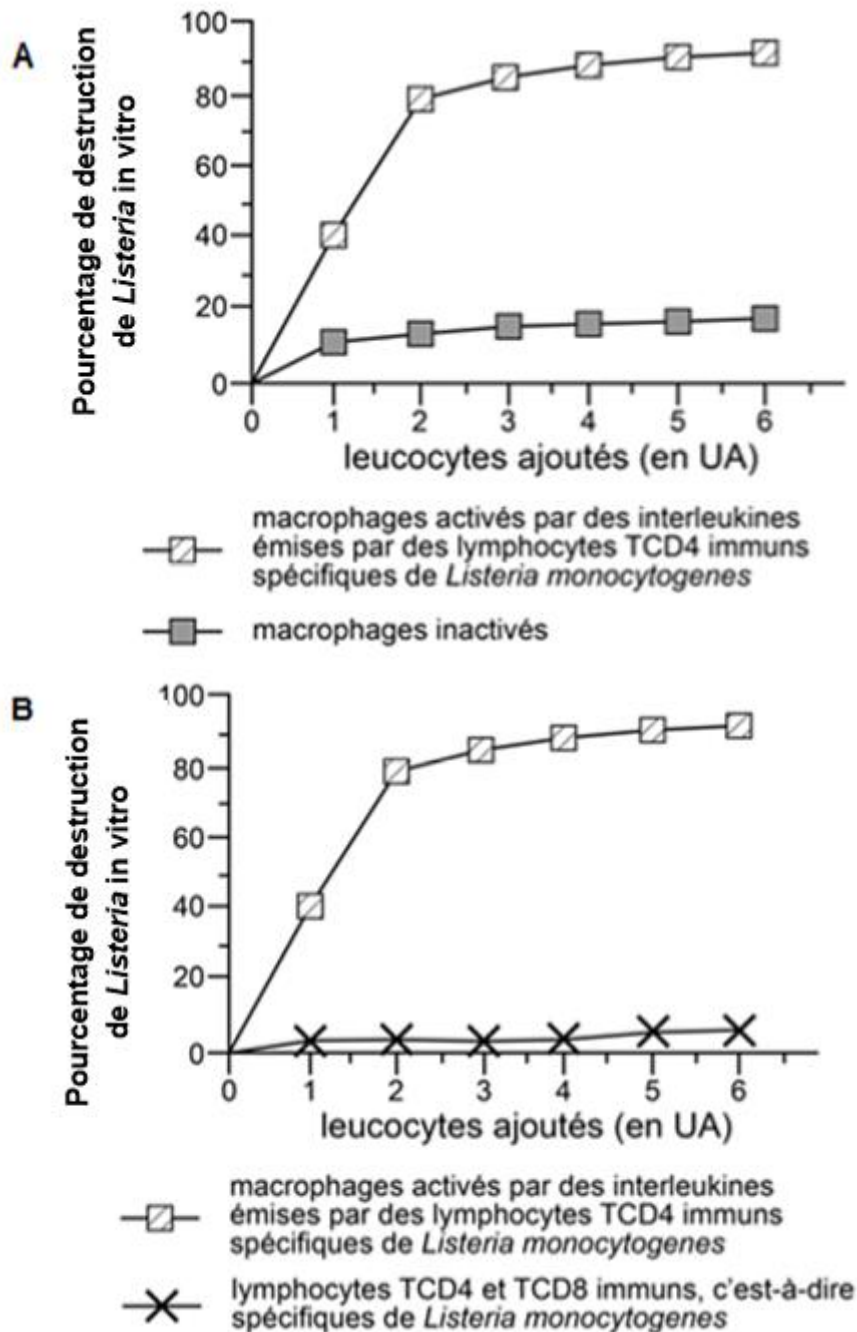 A
Pourcentage de destruction
de Listeria in vitro
100
80
60
40
20
0
0 1 2 3 4 5 6
leucocytes ajoutés (en UA)
macrophages activés par des interleukines
émises par des lymphocytes TCD4 immuns
spécifiques de Listeria monocytogenes
macrophages inactivés
B
Pourcentage de destruction
de Listeria in vitro
100
80
60
40
20
0
0 1 2 3 4 5 6
leucocytes ajoutés (en UA)
macrophages activés par des interleukines
émises par des lymphocytes TCD4 immuns
spécifiques de Listeria monocytogenes
lymphocytes TCD4 et TCD8 immuns, c'est-à-dire
spécifiques de Listeria monocytogenes